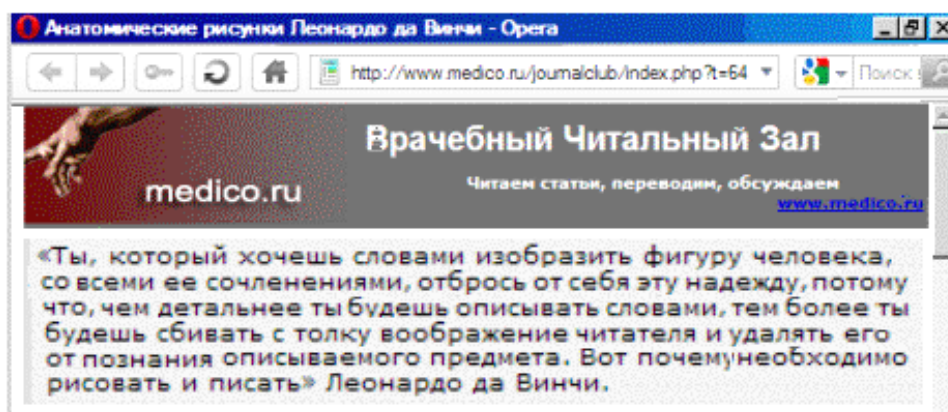 Анатомические рисунки Леонардо да Винчи - Opera
http://www.medico.ru/journalclub/index.php?t=64
Поиск
Врачебный Читальный Зал
medico.ru
Читаем статьи, переводим, обсуждаем
www.medico.ru
«Ты, который хочешь словами изобразить фигуру человека,
со всеми ее сочленениями, отбрось от себя эту надежду, потому
что, чем детальнее ты будешь описывать словами, тем более ты
будешь сбивать с толку воображение читателя и удалять его
от познания описываемого предмета. Вот почему необходимо
рисовать и писать» Леонардо да Винчи.